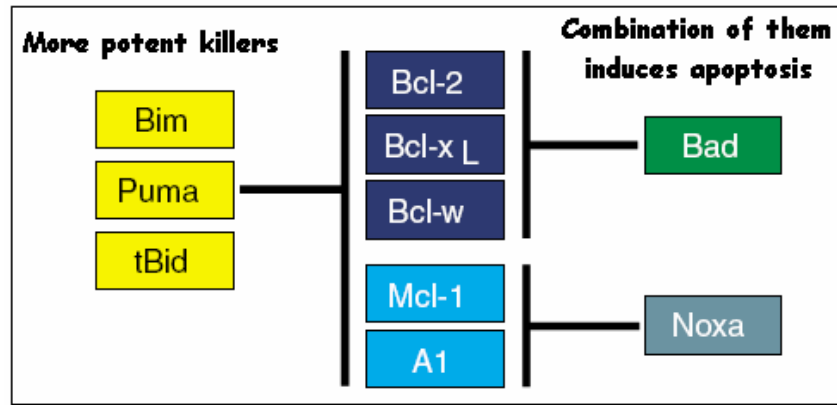 More potent killers
Combination of them
induces apoptosis
Bim
Puma
tBid
Bcl-2
Bcl-x L
Bcl-w
Mcl-1
A1
Bad
Noxa